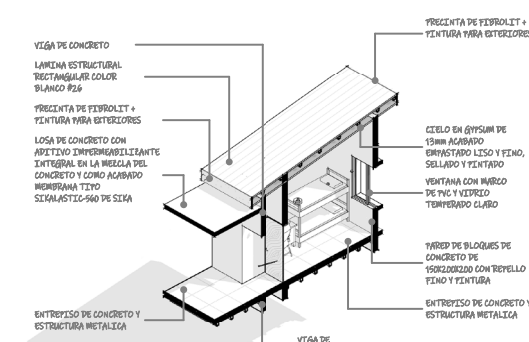 VIGA DE CONCRETO
LAMINA ESTRUCTURAL
RECTANGULAR COLOR
BLANCO #26
PRECINTA DE FIBROLIT +
PINTURA PARA EXTERIORES
LOSA DE CONCRETO CON
ADITIVO IMPERMEABILIZANTE
INTEGRAL EN LA MEZCLA DEL
CONCRETO Y COMO ACABADO
MEMBRANA TIPO
SIKALASTIC-560 DE SIKA
ENTREPISO DE CONCRETO Y
ESTRUCTURA METALICA
VIGA DE
PRECINTA DE FIBROLIT +
PINTURA PARA EXTERIORES
CIELO EN GYPSUM DE
13mm ACABADO
EMPASTADO LISO Y FINO,
SELLADO Y PINTADO
VENTANA CON MARCO
DE PVC Y VIDRIO
TEMPERADO CLARO
PARED DE BLOQUES DE
CONCRETO DE
150X200X200 CON REPELLO
FINO Y PINTURA
ENTREPISO DE CONCRETO Y
ESTRUCTURA METALICA